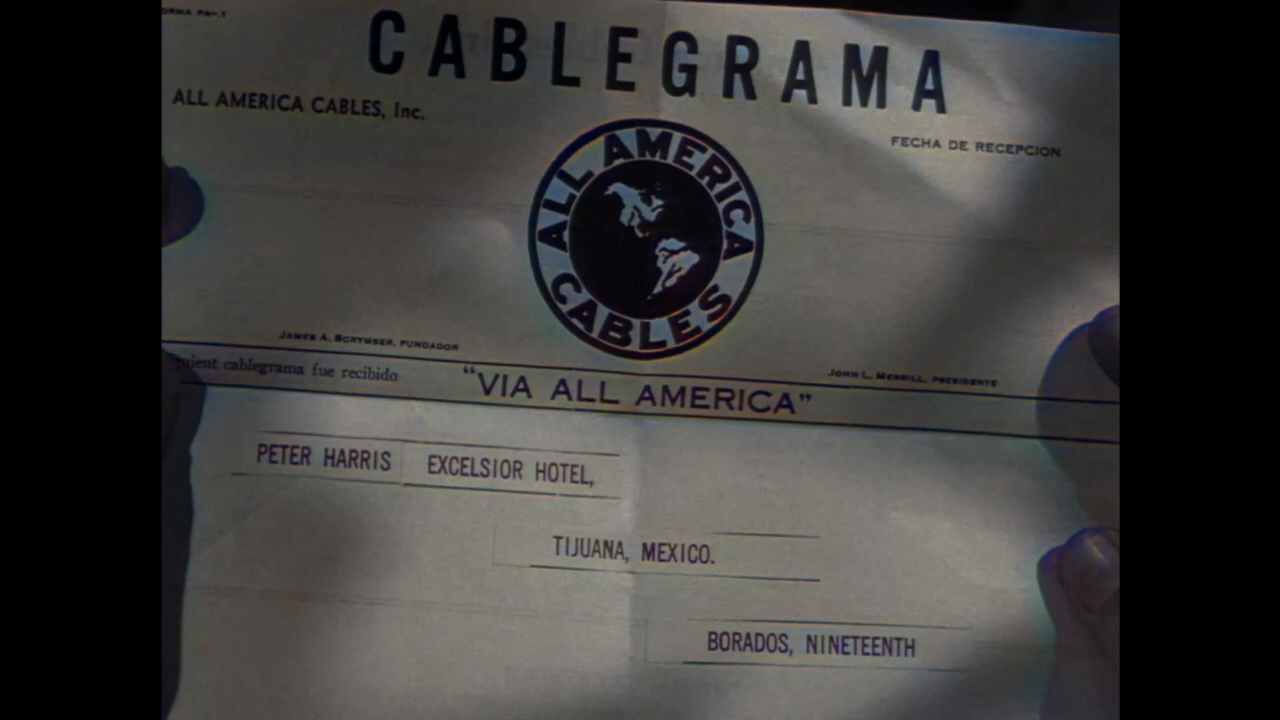 CABLEGRAMA
ALL AMERICA CABLES, Inc.
FECHA DE RECEPCION
ALL AMERICA CABLES
JAMES A. SCRYMSER, FUNDADOR
JOHN L. MERRILL, PRESIDENTE
cablegrama fue recibido
"VIA ALL AMERICA"
PETER HARRIS EXCELSIOR HOTEL,
TIJUANA, MEXICO.
BORADOS, NINETEENTH